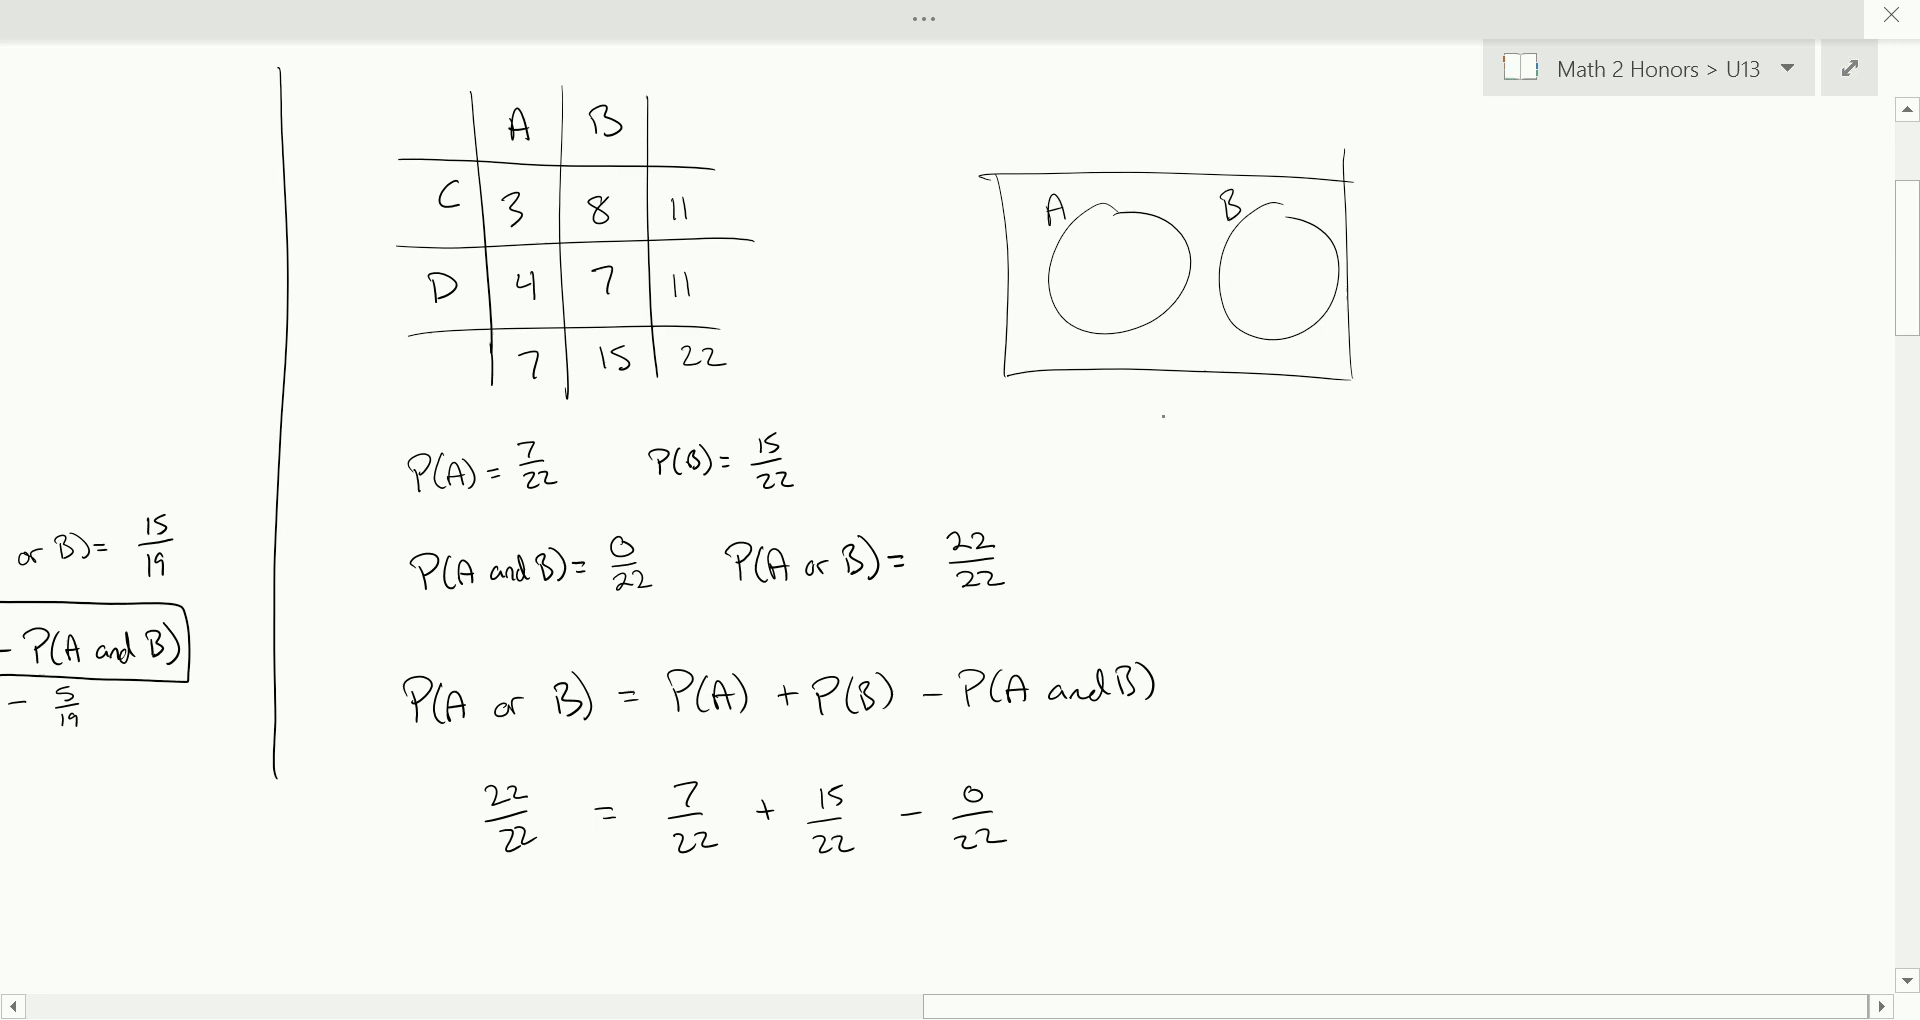 ...
Math 2 Honors > U13
A B
C 3 8 11
D 4 7 11
7 15 22
A B
P(A) = 7/22 P(B) = 15/22
P(A and B) = 0/22 P(A or B) = 22/22
P(A or B) = P(A) + P(B) - P(A and B)
22/22 = 7/22 + 15/22 - 0/22
or B) = 15/19
- P(A and B)
- 5/19